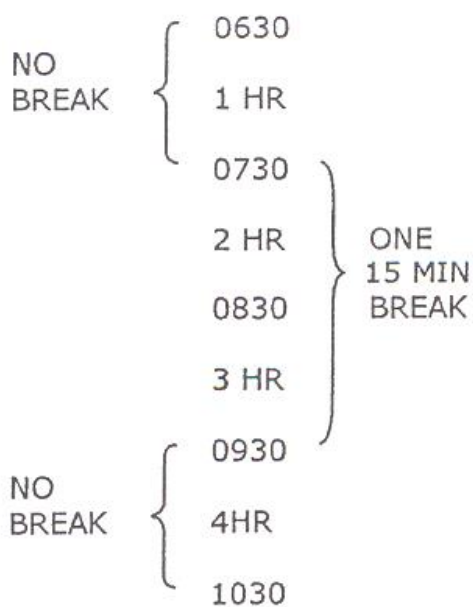 0630
NO
BREAK
1 HR
0730
2 HR
ONE
15 MIN
BREAK
0830
3 HR
0930
NO
BREAK
4HR
1030